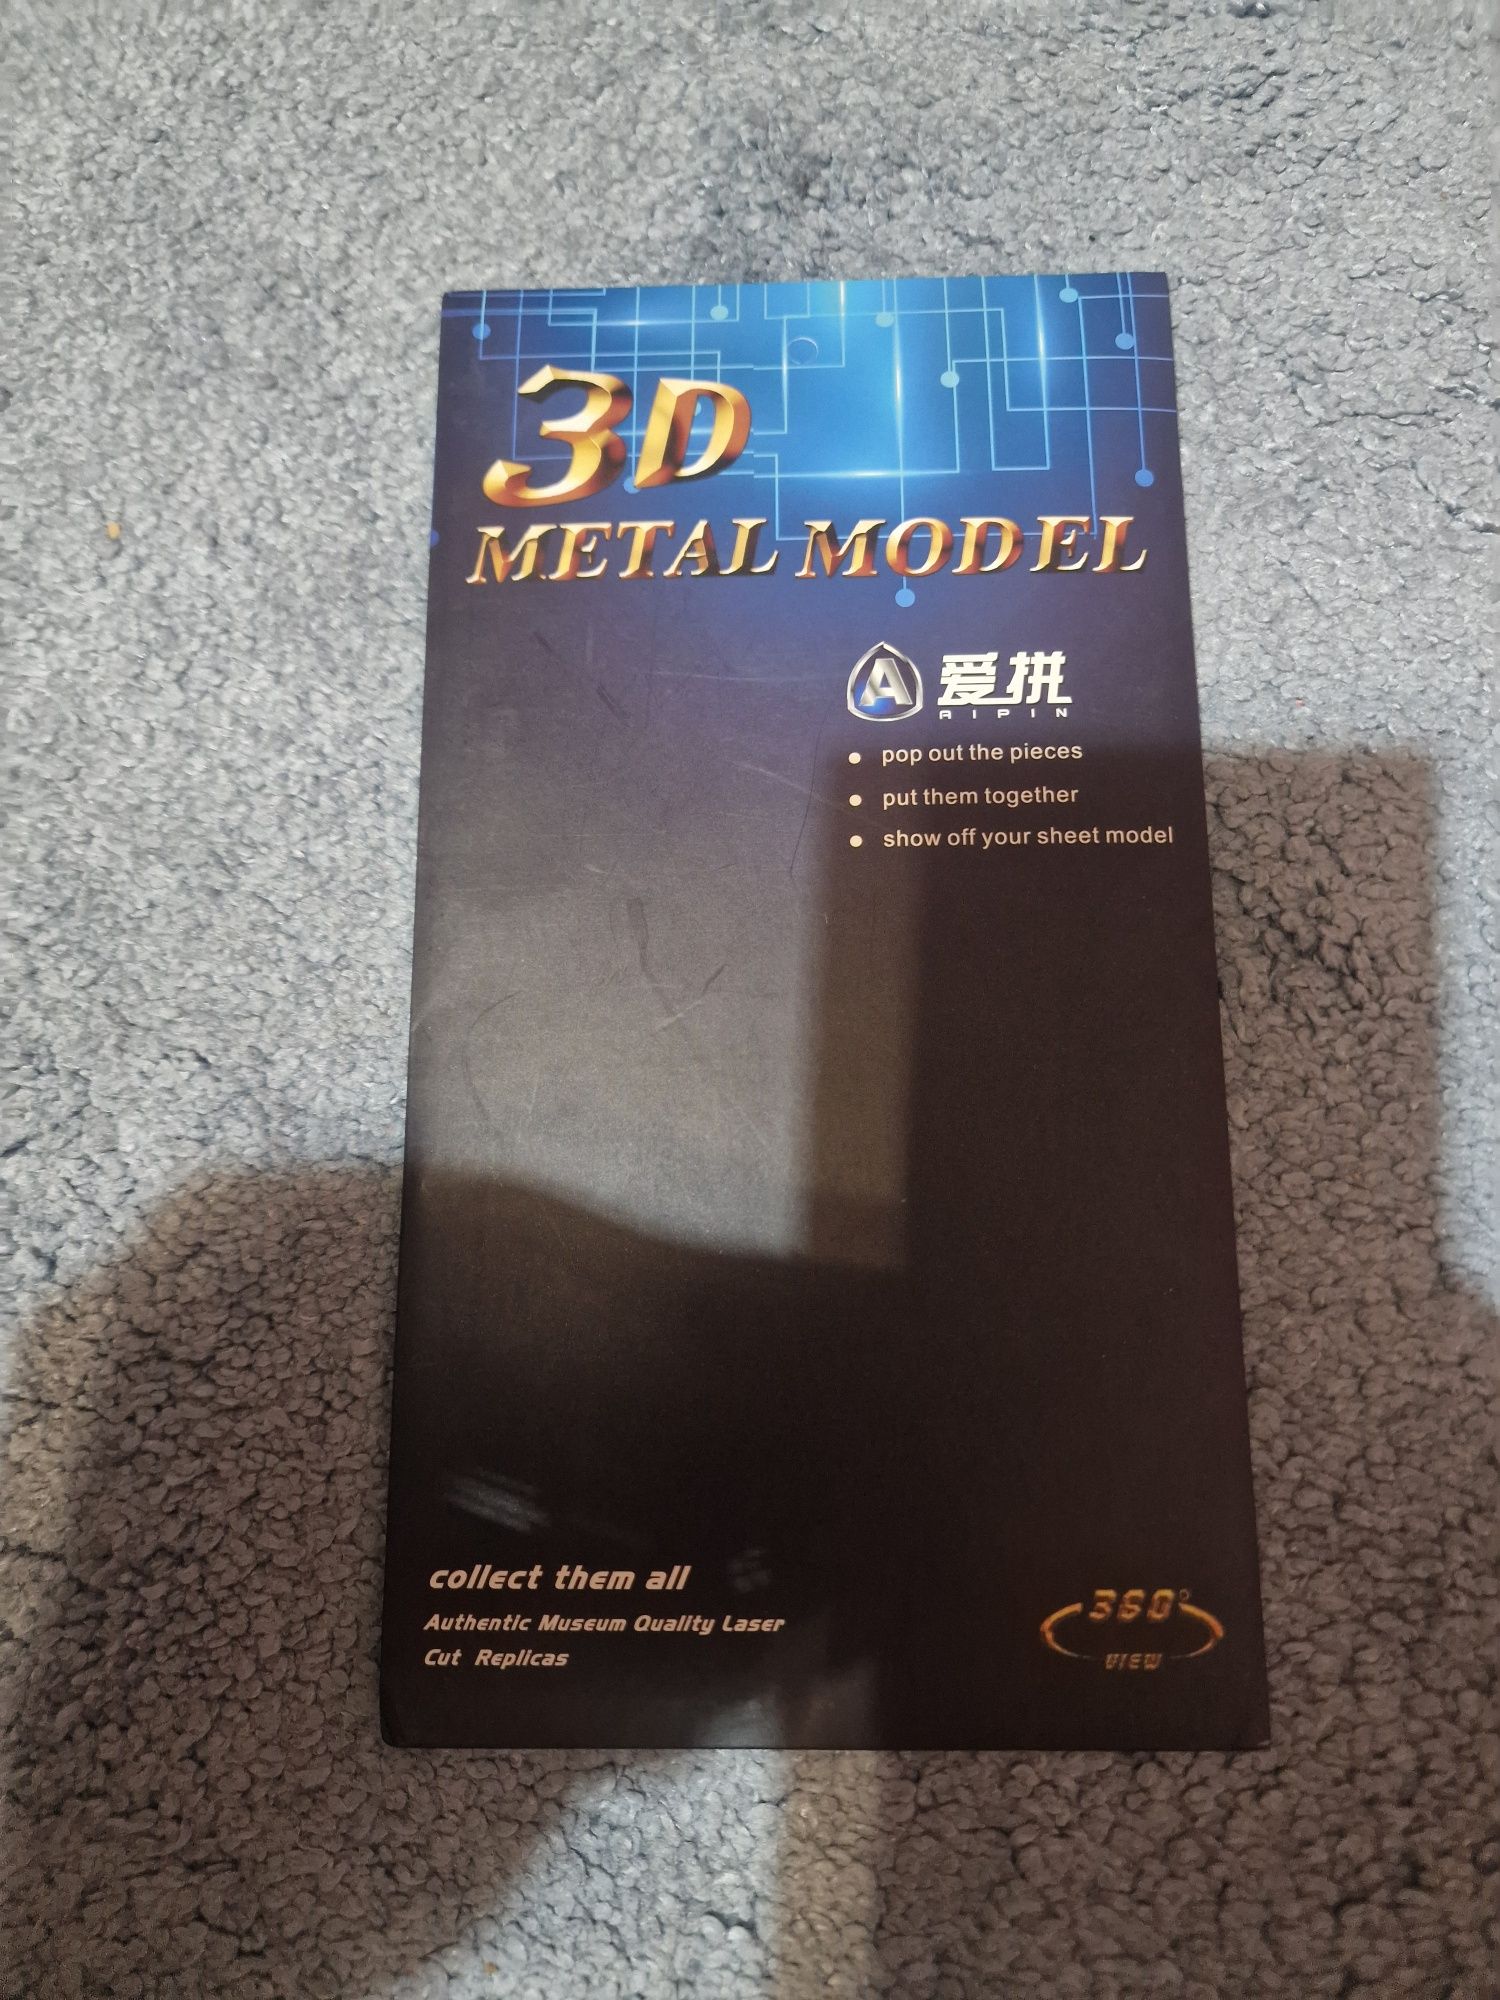 3D
METAL MODEL
A 爱拼
AIPIN
pop out the pieces
put them together
show off your sheet model
collect them all
Authentic Museum Quality Laser
Cut Replicas
360°
VIEW